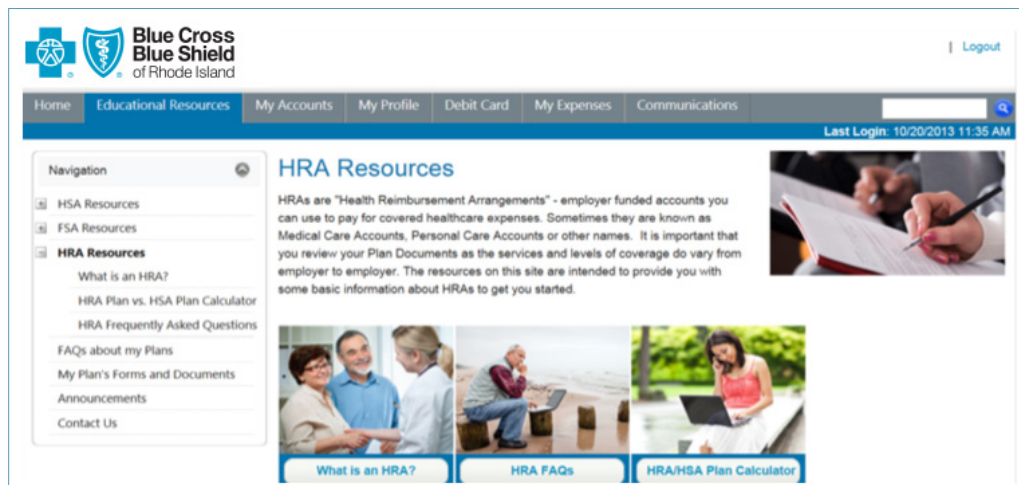 Blue Cross
Blue Shield
of Rhode Island
| Logout
Home Educational Resources My Accounts My Profile Debit Card My Expenses Communications
Last Login: 10/20/2013 11:35 AM
Navigation
HSA Resources
FSA Resources
HRA Resources
What is an HRA?
HRA Plan vs. HSA Plan Calculator
HRA Frequently Asked Questions
FAQs about my Plans
My Plan's Forms and Documents
Announcements
Contact Us
HRA Resources
HRAs are "Health Reimbursement Arrangements" - employer funded accounts you
can use to pay for covered healthcare expenses. Sometimes they are known as
Medical Care Accounts, Personal Care Accounts or other names. It is important that
you review your Plan Documents as the services and levels of coverage do vary from
employer to employer. The resources on this site are intended to provide you with
some basic information about HRAs to get you started.
What is an HRA? HRA FAQs HRA/HSA Plan Calculator